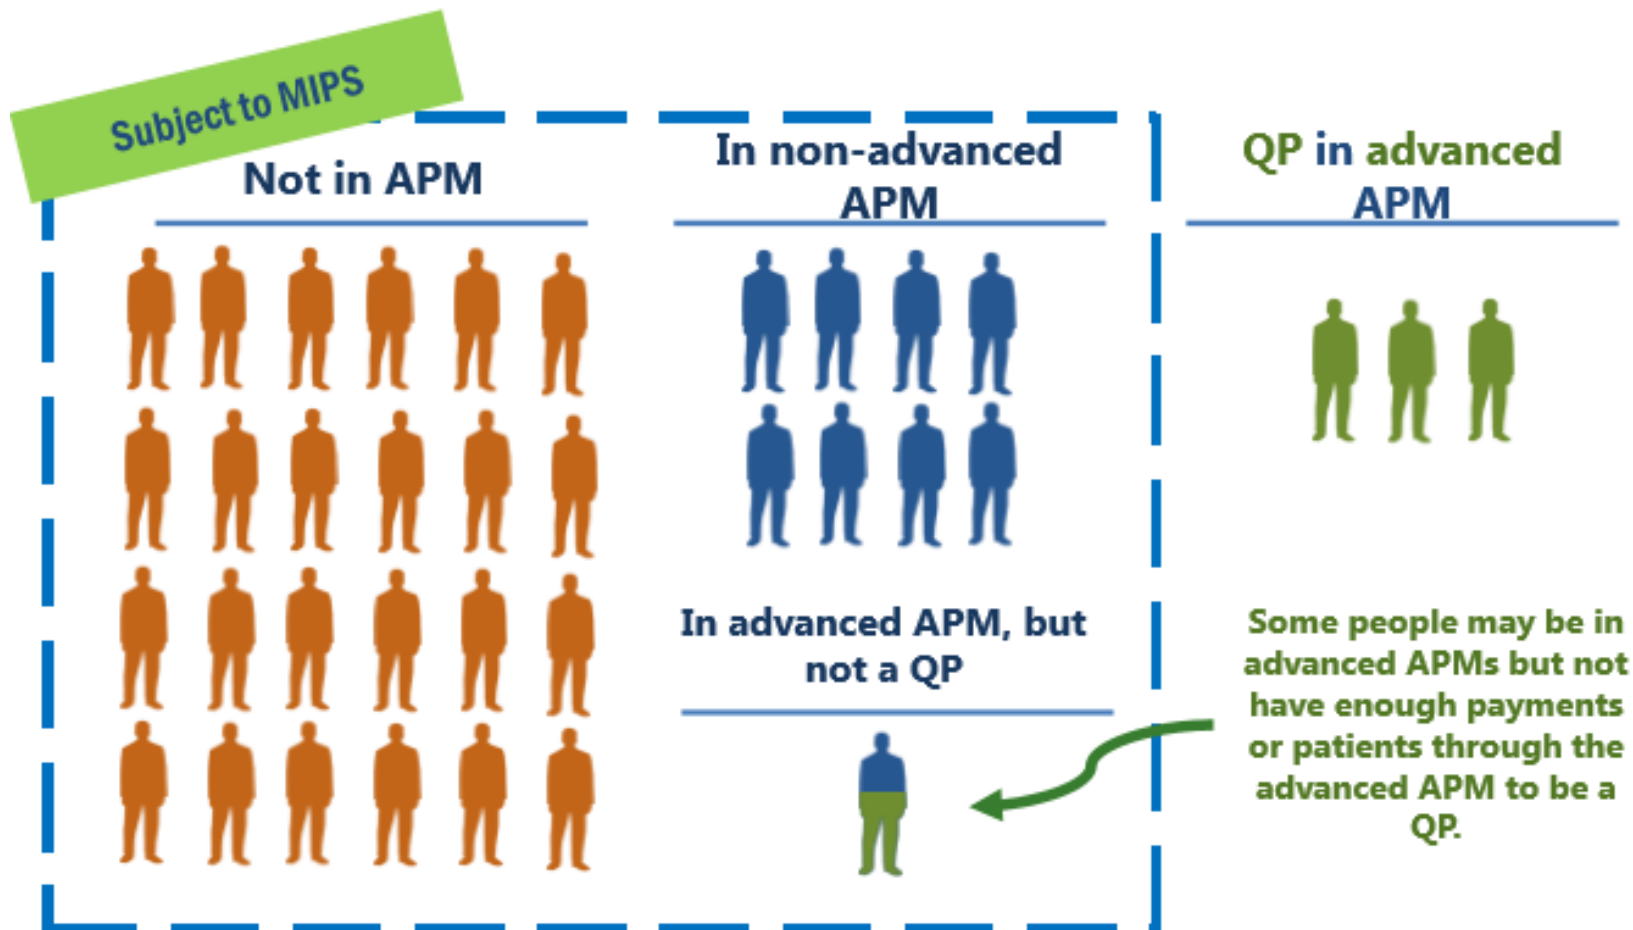 Subject to MIPS
Not in APM
In non-advanced
APM
QP in advanced
APM
In advanced APM, but
not a QP
Some people may be in
advanced APMs but not
have enough payments
or patients through the
advanced APM to be a
QP.